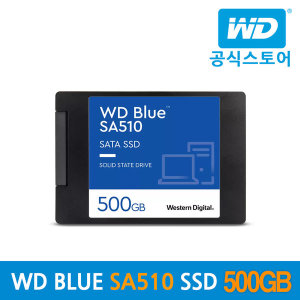 WD
공식스토어
WD Blue™
SA510
SATA SSD
SOLID STATE DRIVE
500GB
Western Digital.
WD BLUE SA510 SSD 500GB